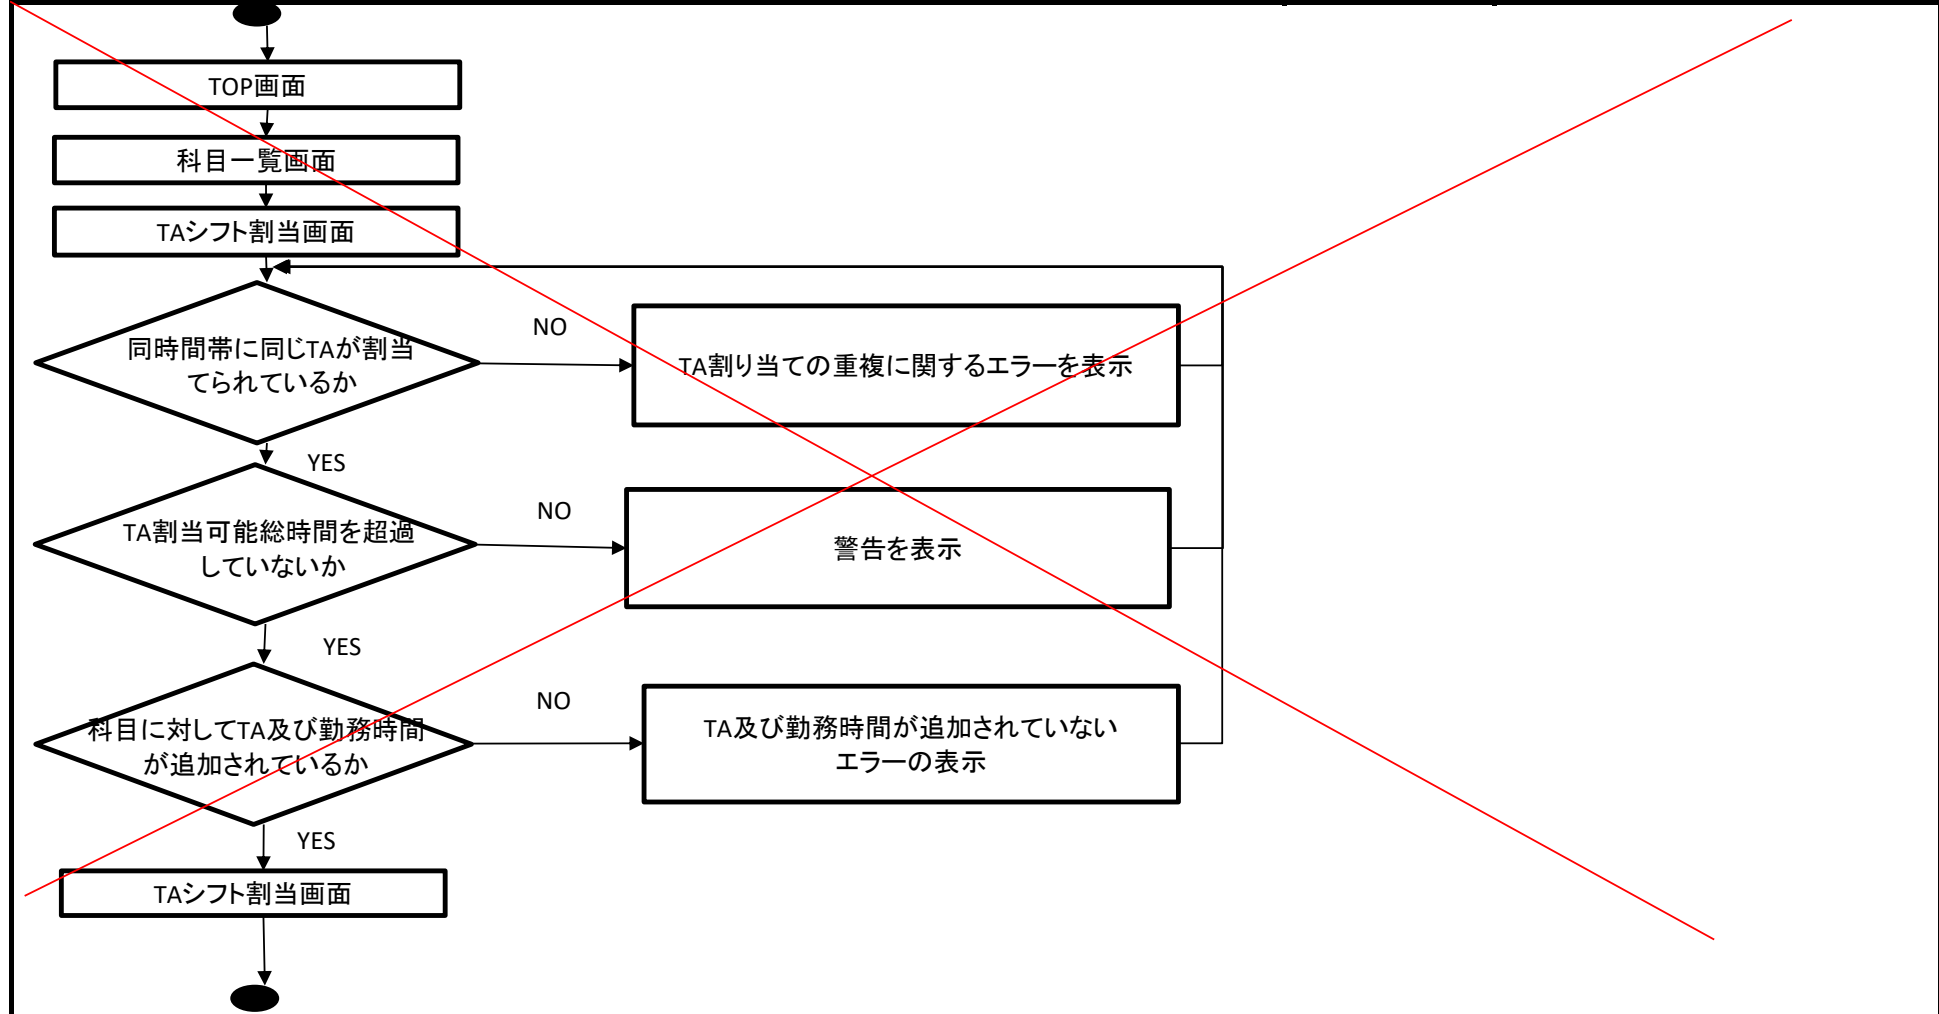 TOP画面
科目一覧画面
TAシフト割当画面
同時間帯に同じTAが割当
てられているか
NO
TA割り当ての重複に関するエラーを表示
YES
TA割当可能総時間を超過
していないか
NO
警告を表示
YES
科目に対してTA及び勤務時間
が追加されているか
NO
TA及び勤務時間が追加されていない
エラーの表示
YES
TAシフト割当画面